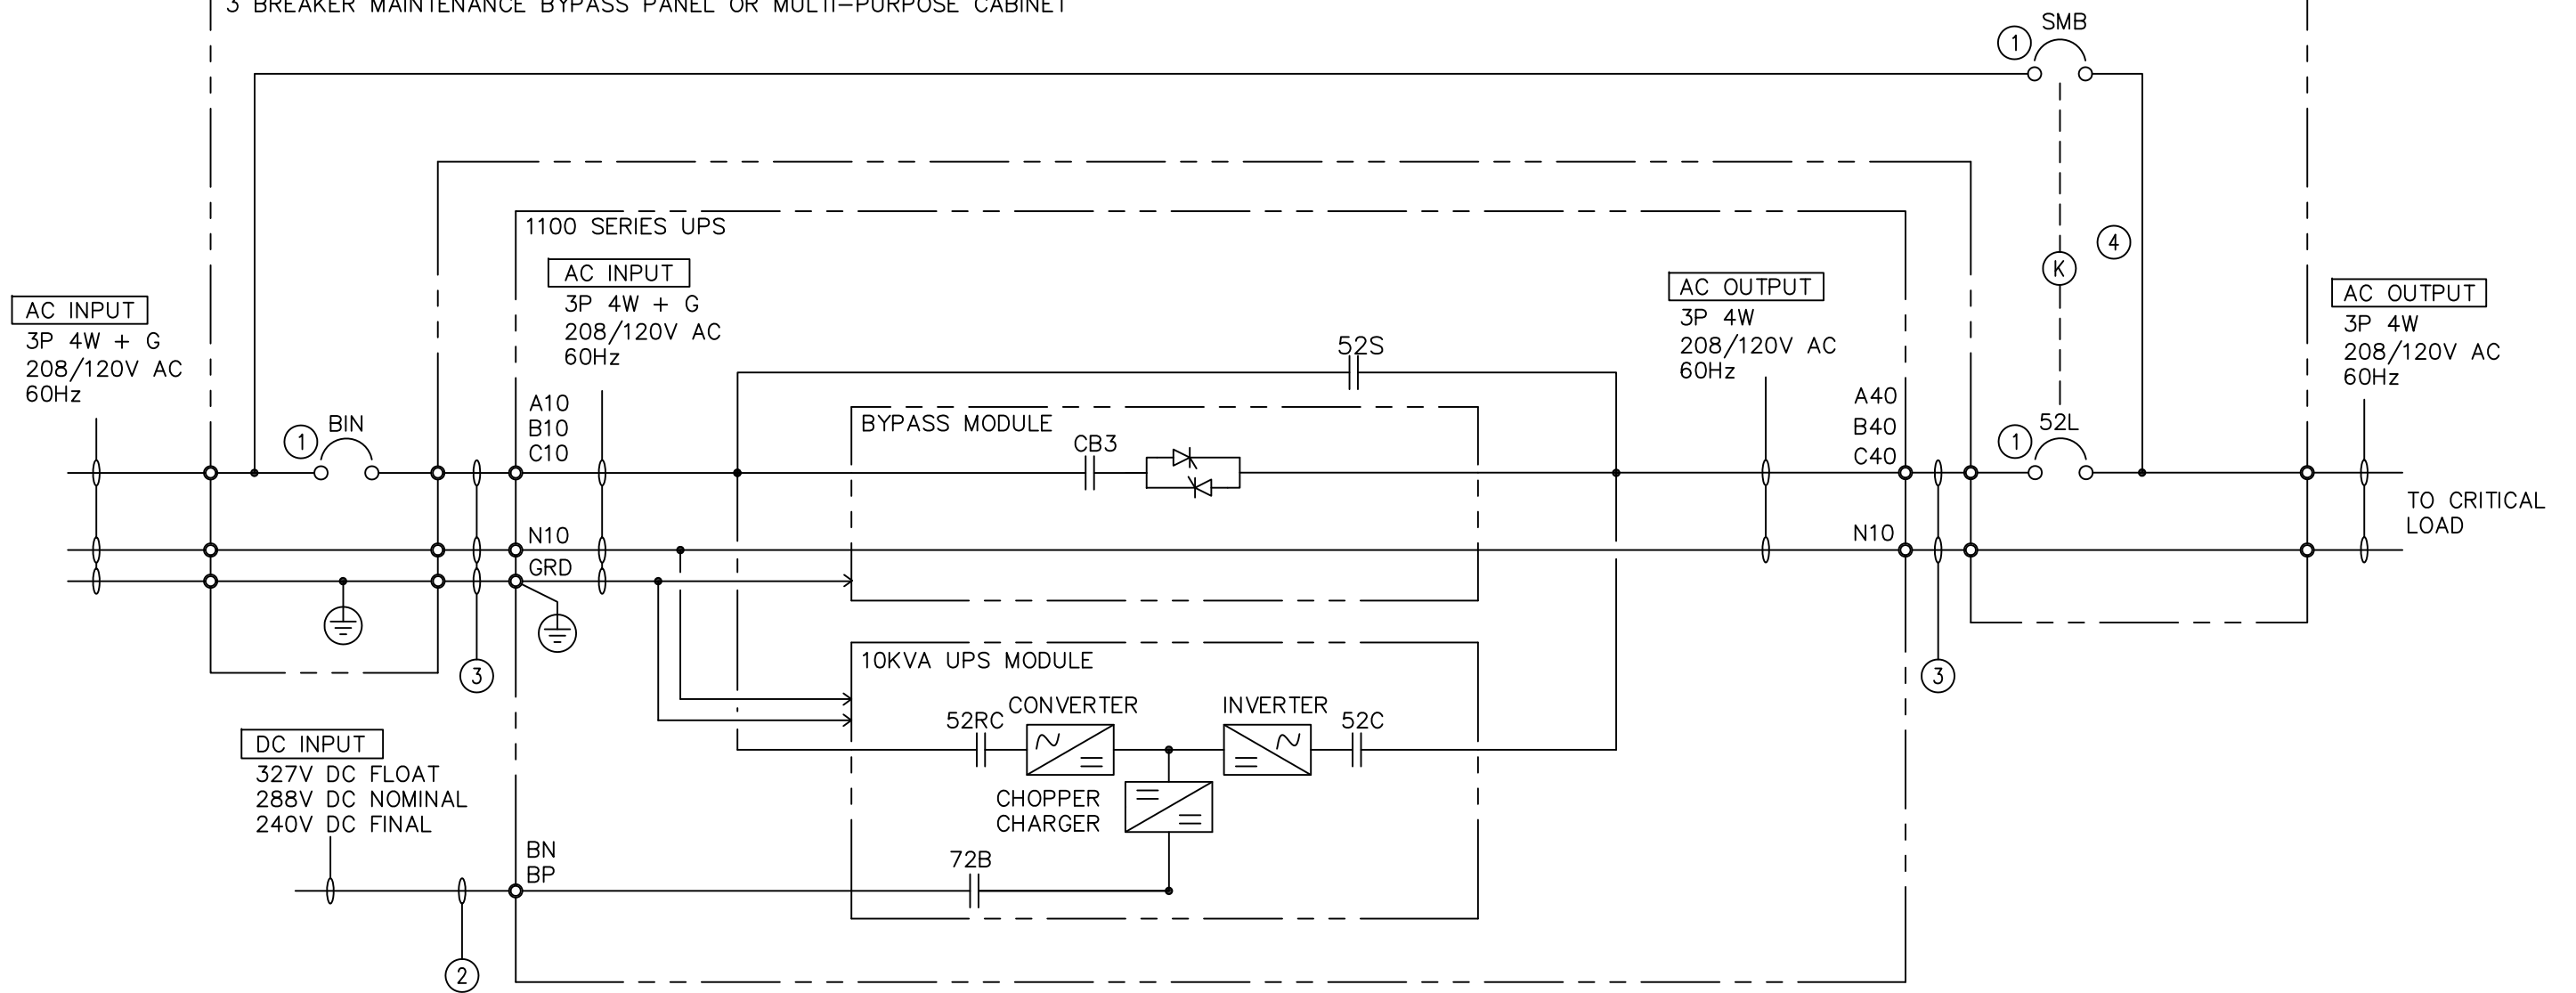 3 BREAKER MAINTENANCE BYPASS PANEL OR MULTI-PURPOSE CABINET
SMB
1
1100 SERIES UPS
AC INPUT
3P 4W + G
208/120V AC
60Hz
AC INPUT
3P 4W + G
208/120V AC
60Hz
AC OUTPUT
3P 4W
208/120V AC
60Hz
K
4
AC OUTPUT
3P 4W
208/120V AC
60Hz
52S
1
BIN
A10
B10
C10
BYPASS MODULE
CB3
A40
B40
C40
1
52L
N10
GRD
N10
TO CRITICAL
LOAD
3
3
10KVA UPS MODULE
52RC
CONVERTER
INVERTER
52C
CHOPPER
CHARGER
DC INPUT
327V DC FLOAT
288V DC NOMINAL
240V DC FINAL
BN
BP
72B
2